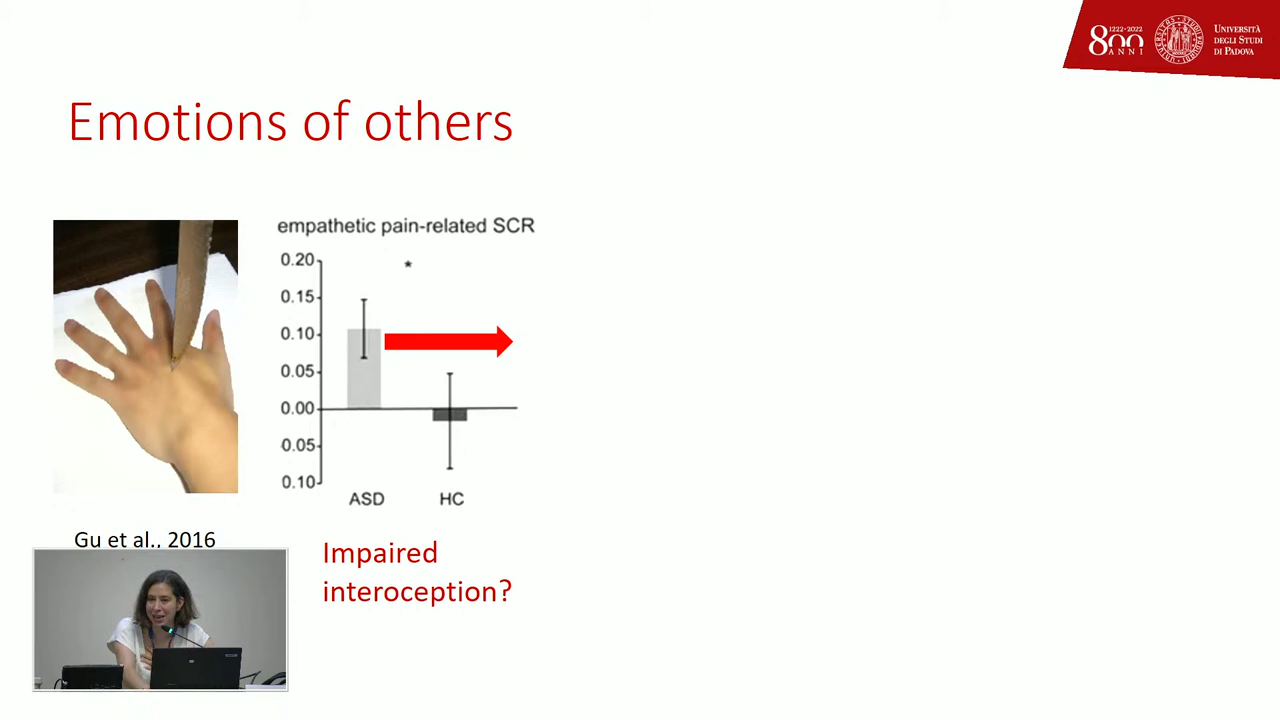 1222·2022
800
ANNI
UNIVERSITÀ
DEGLI STUDI
DI PADOVA
Emotions of others
empathetic pain-related SCR
0.20
*
0.15
0.10
0.05
0.00
0.05
0.10
ASD HC
Gu et al., 2016
Impaired
interoception?